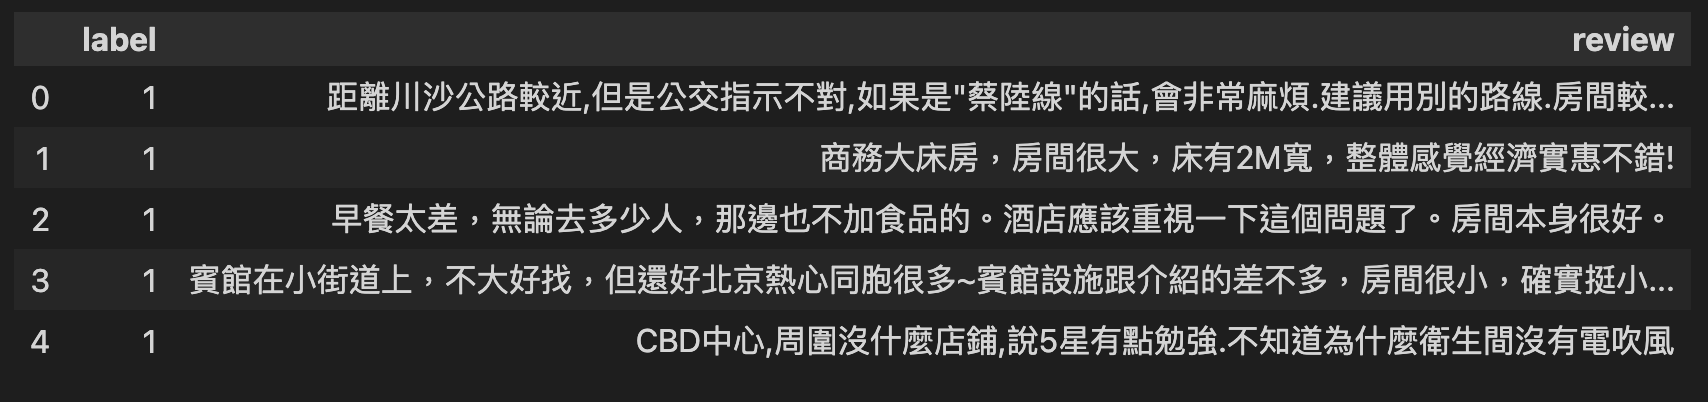 label review
0 1 距離川沙公路較近,但是公交指示不對,如果是"蔡陸線"的話,會非常麻煩.建議用別的路線.房間較...
1 1 商務大床房，房間很大，床有2M寬，整體感覺經濟實惠不錯!
2 1 早餐太差，無論去多少人，那邊也不加食品的。酒店應該重視一下這個問題了。房間本身很好。
3 1 賓館在小街道上，不大好找，但還好北京熱心同胞很多~賓館設施跟介紹的差不多，房間很小，確實挺小...
4 1 CBD中心,周圍沒什麼店鋪,說5星有點勉強.不知道為什麼衛生間沒有電吹風